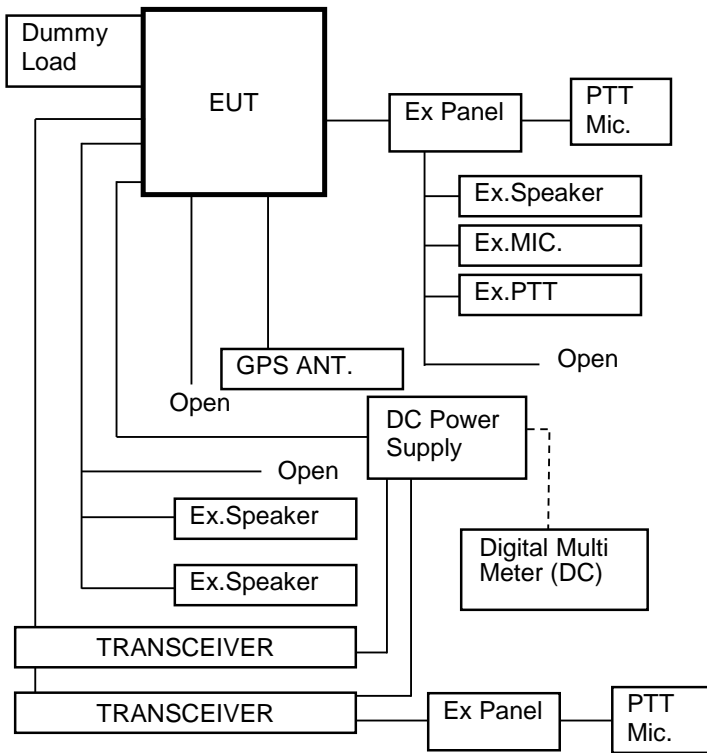 Dummy
Load
EUT
Ex Panel
PTT
Mic.
Ex.Speaker
Ex.MIC.
Ex.PTT
Open
GPS ANT.
Open
DC Power
Supply
Open
Ex.Speaker
Digital Multi
Meter (DC)
Ex.Speaker
TRANSCEIVER
TRANSCEIVER
Ex Panel
PTT
Mic.